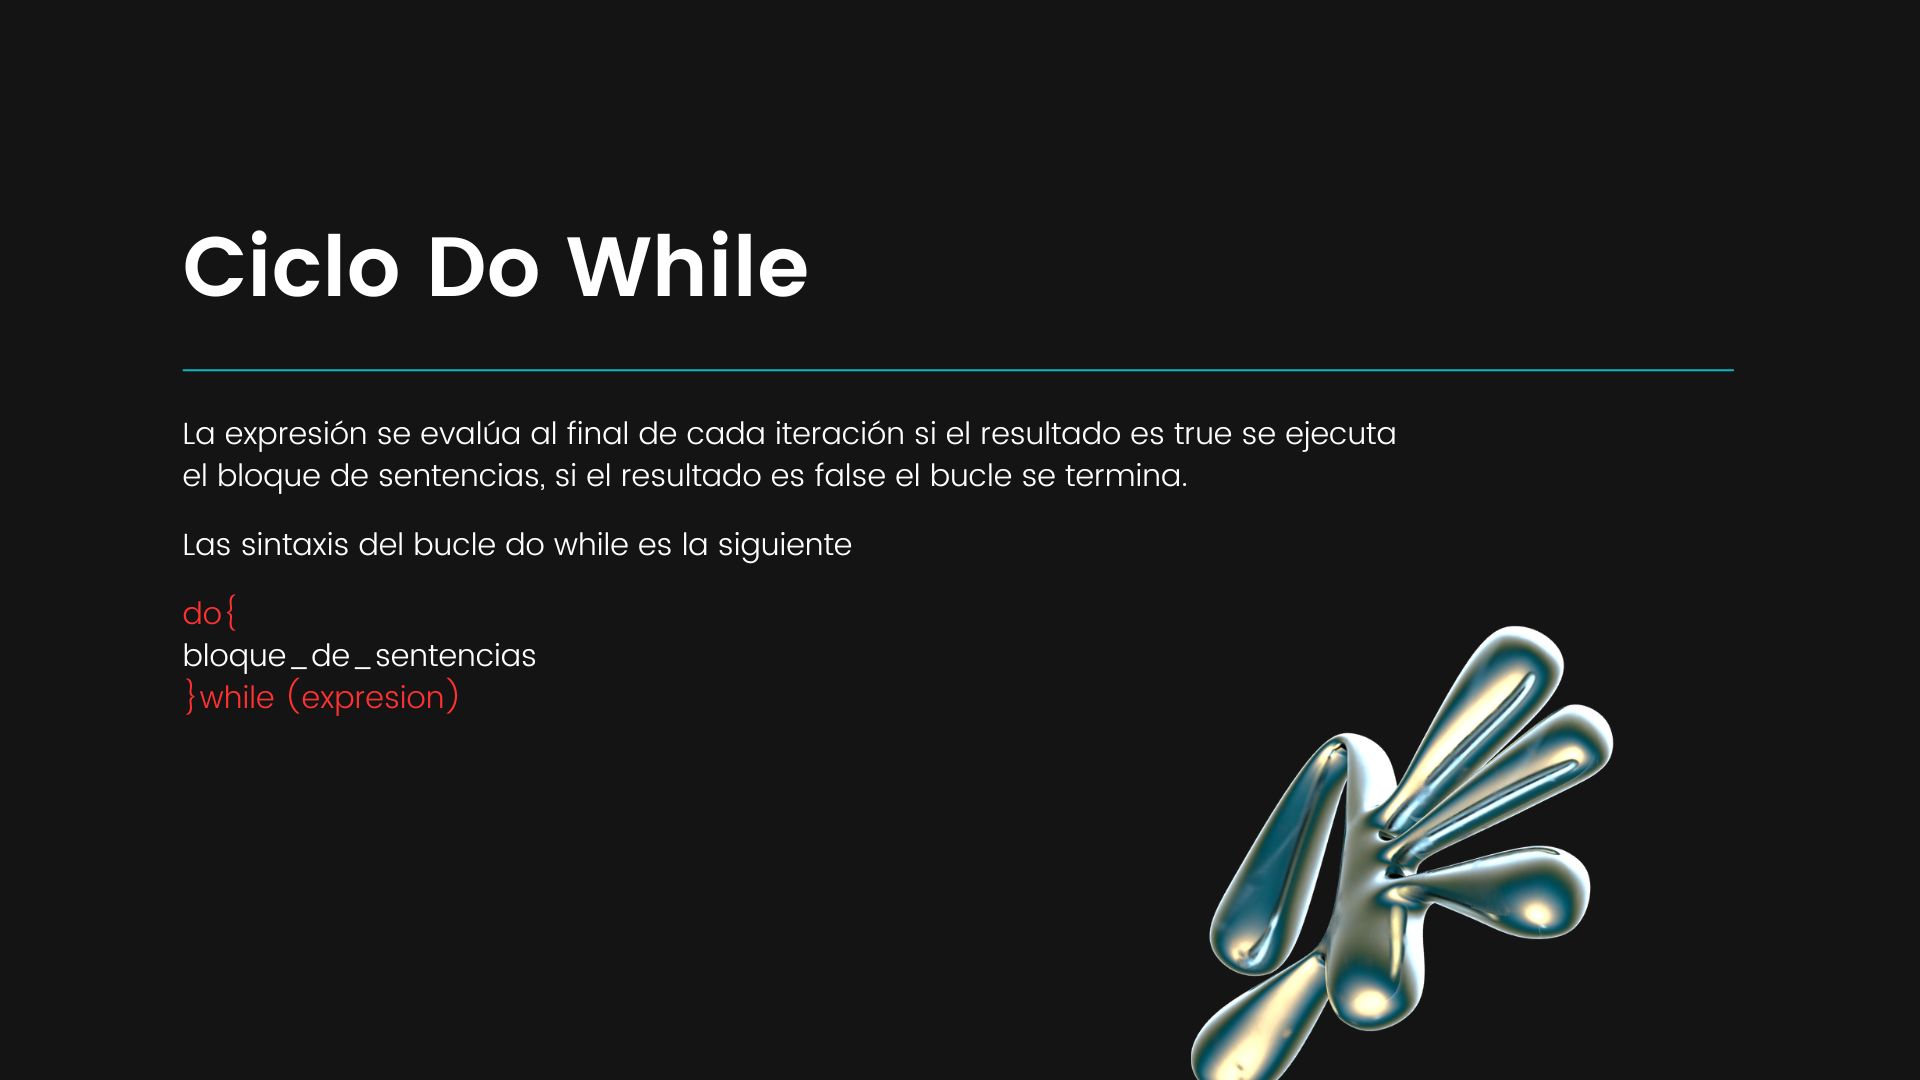 Ciclo Do While
La expresión se evalúa al final de cada iteración si el resultado es true se ejecuta
el bloque de sentencias, si el resultado es false el bucle se termina.
Las sintaxis del bucle do while es la siguiente
do{
bloque_de_sentencias
}while (expresion)